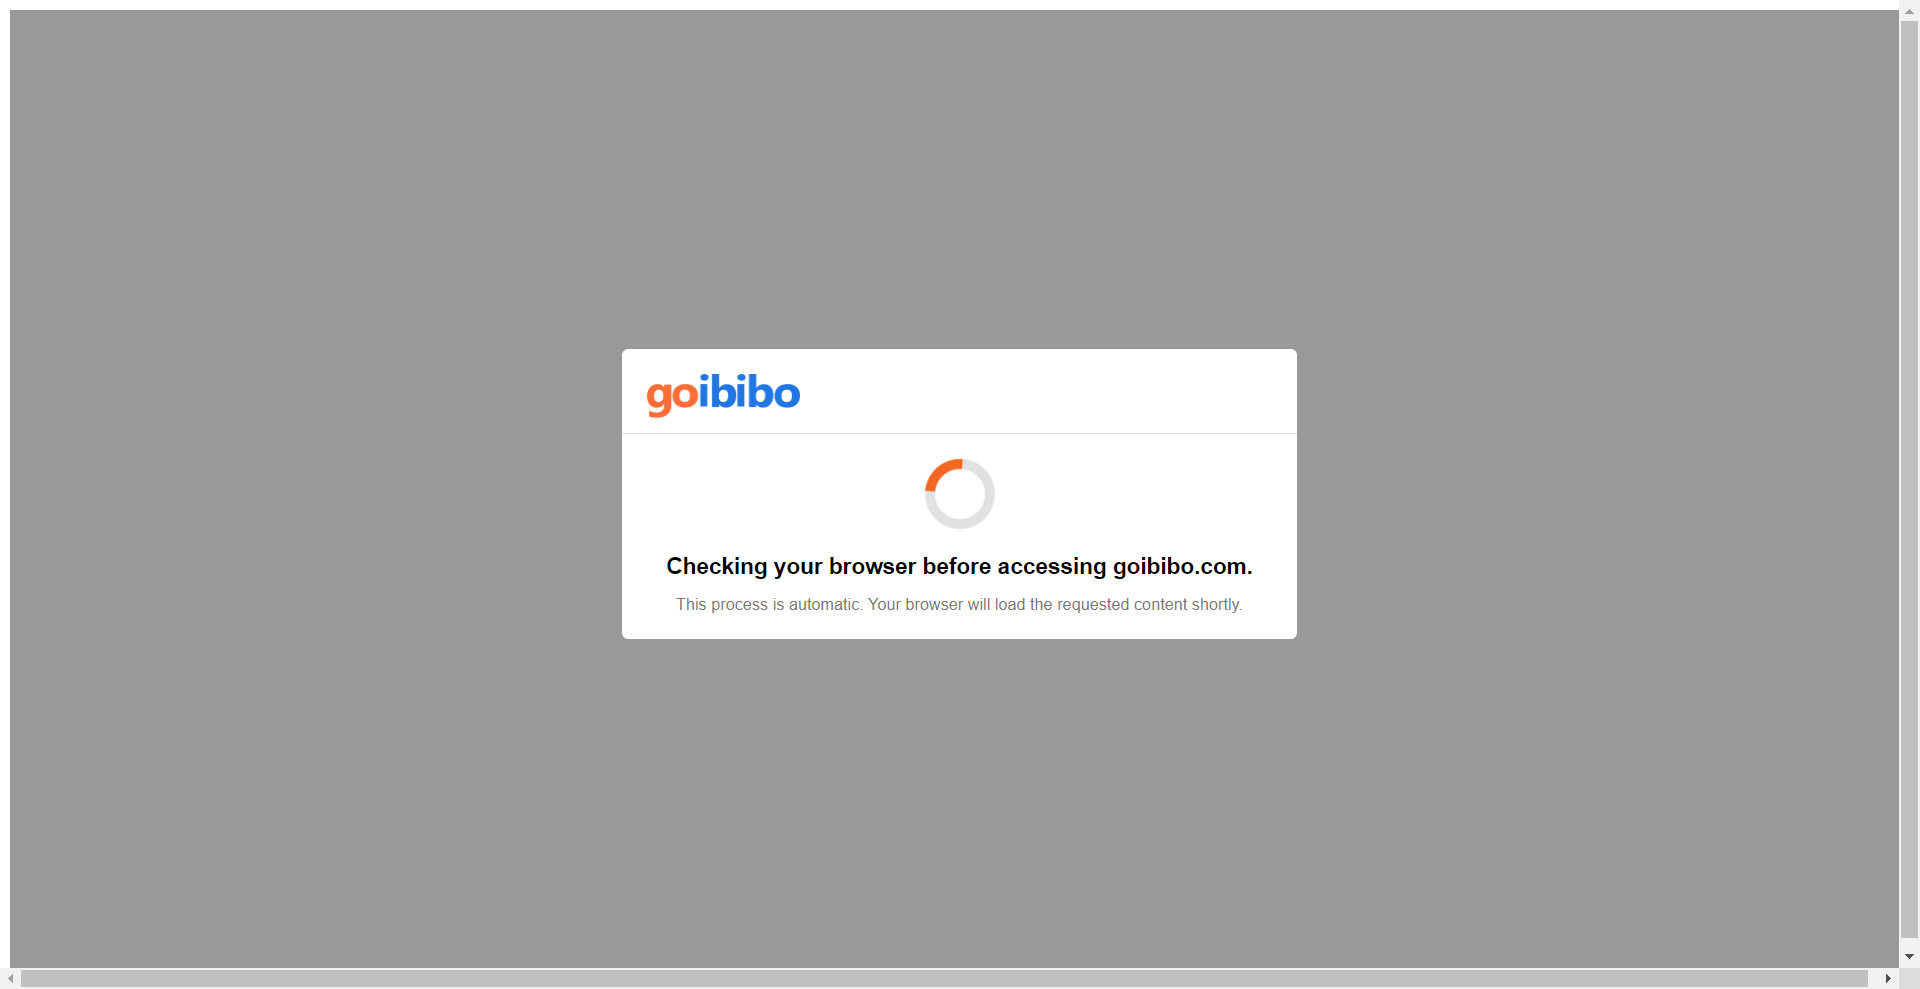 goibibo
Checking your browser before accessing goibibo.com.
This process is automatic. Your browser will load the requested content shortly.